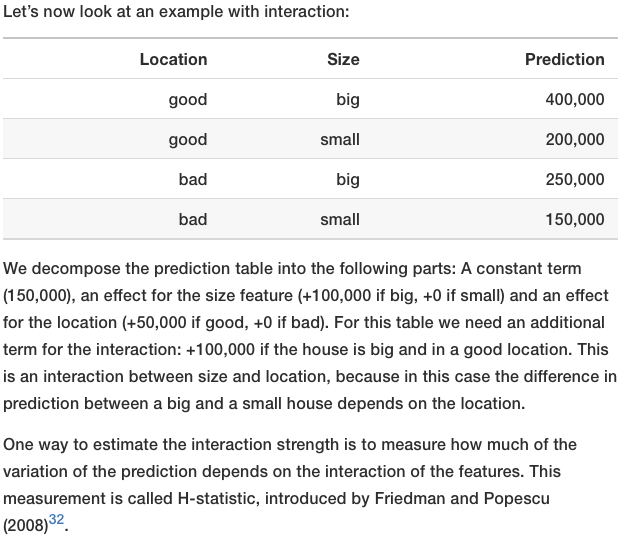 Let’s now look at an example with interaction:
Location Size Prediction
good big 400,000
good small 200,000
bad big 250,000
bad small 150,000
We decompose the prediction table into the following parts: A constant term
(150,000), an effect for the size feature (+100,000 if big, +0 if small) and an effect
for the location (+50,000 if good, +0 if bad). For this table we need an additional
term for the interaction: +100,000 if the house is big and in a good location. This
is an interaction between size and location, because in this case the difference in
prediction between a big and a small house depends on the location.
One way to estimate the interaction strength is to measure how much of the
variation of the prediction depends on the interaction of the features. This
measurement is called H-statistic, introduced by Friedman and Popescu
(2008)32.